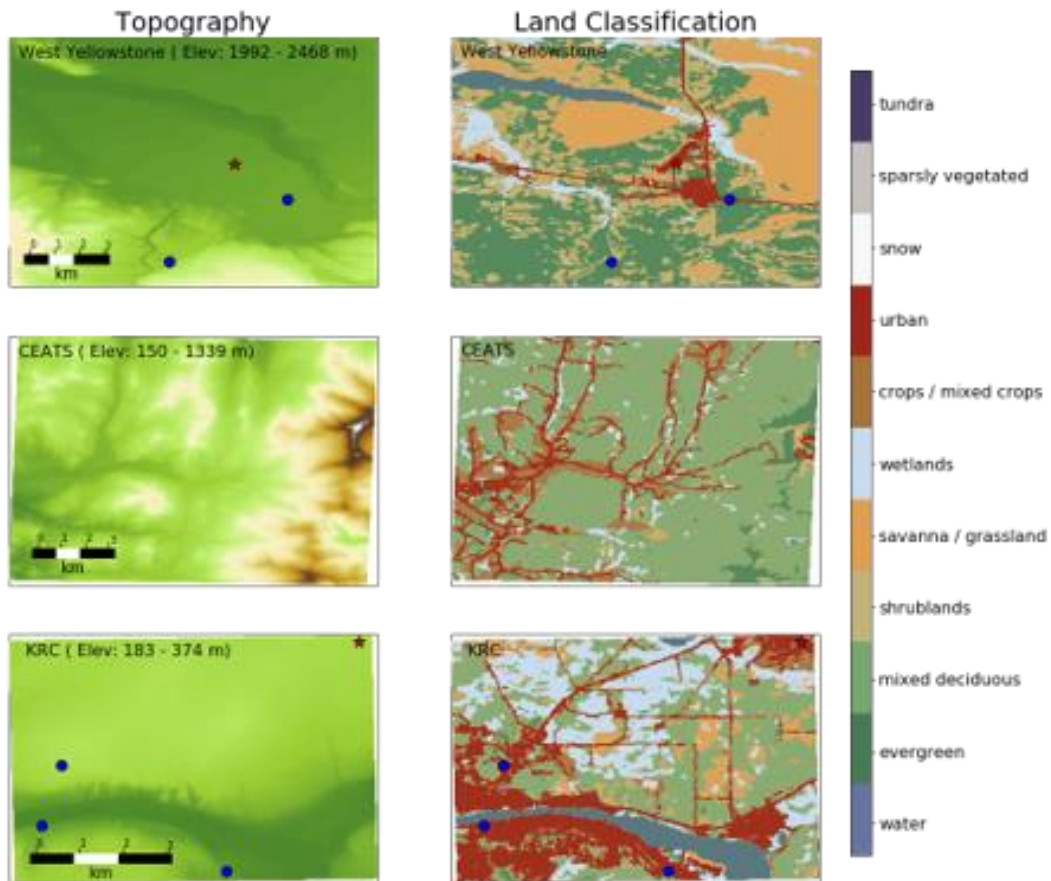 Topography
Land Classification
West Yellowstone ( Elev: 1992 - 2468 m)
West Yellowstone
km
CEATS ( Elev: 150 - 1339 m)
CEATS
km
KRC ( Elev: 183 - 374 m)
KRC
km
tundra
sparsly vegetated
snow
urban
crops / mixed crops
wetlands
savanna / grassland
shrublands
mixed deciduous
evergreen
water